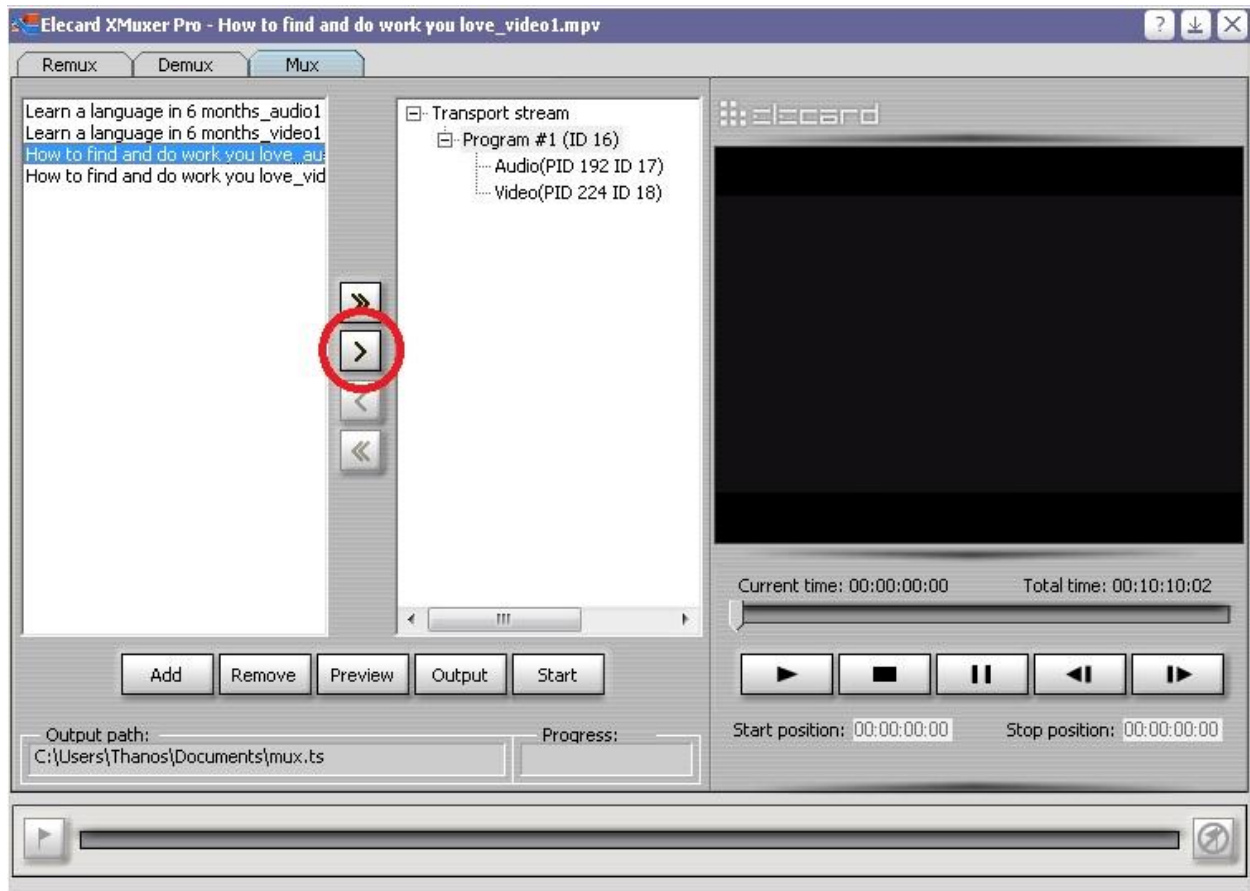 Elecard XMuxer Pro - How to find and do work you love_video1.mpv
Remux Demux Mux
Learn a language in 6 months_audio1
Learn a language in 6 months_video1
How to find and do work you love_au
How to find and do work you love_vid
Transport stream
Program #1 (ID 16)
Audio(PID 192 ID 17)
Video(PID 224 ID 18)
elecard
Current time: 00:00:00:00 Total time: 00:10:10:02
Add Remove Preview Output Start
Start position: 00:00:00:00 Stop position: 00:00:00:00
Output path: Progress:
C:\Users\Thanos\Documents\mux.ts